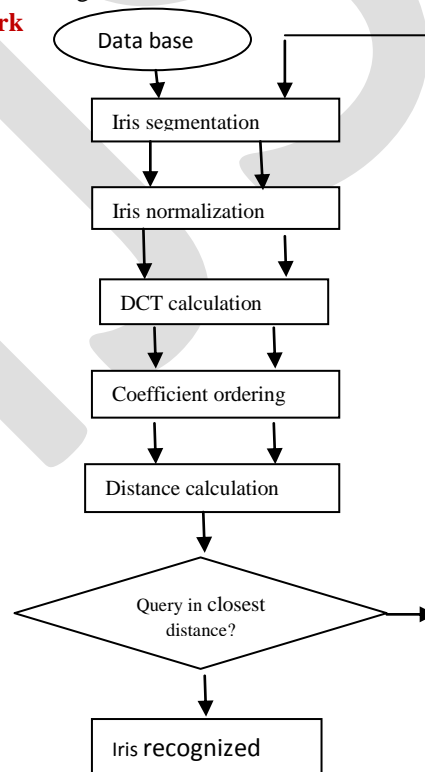 rk
Data base
Iris segmentation
Iris normalization
DCT calculation
Coefficient ordering
Distance calculation
Query in closest
distance?
Iris recognized